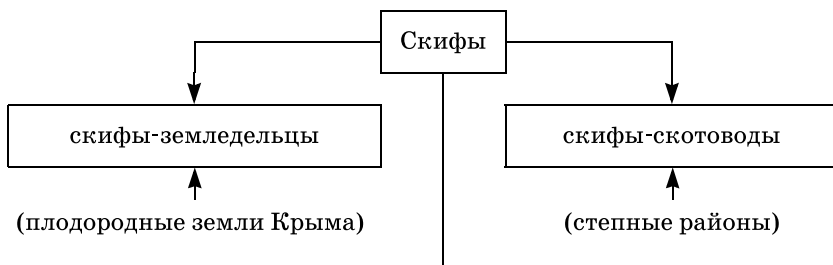 Скифы
скифы-земледельцы
скифы-скотоводы
(плодородные земли Крыма)
(степные районы)